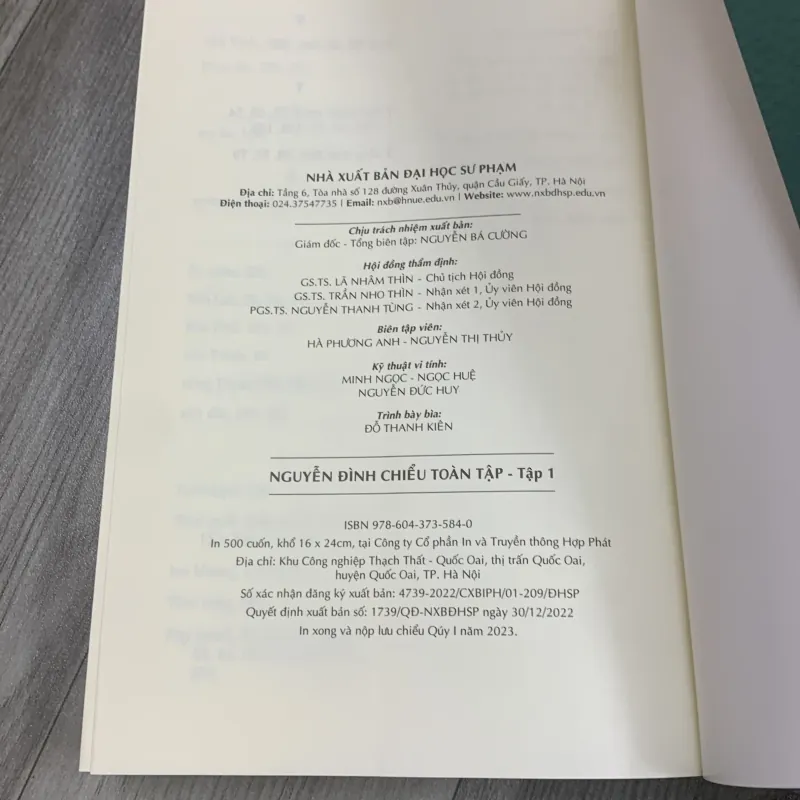 NHÀ XUẤT BẢN ĐẠI HỌC SƯ PHẠM
Địa chỉ: Tầng 6, Tòa nhà số 128 đường Xuân Thủy, quận Cầu Giấy, TP. Hà Nội
Điện thoại: 024.37547735 | Email: nxb@hnue.edu.vn | Website: www.nxbdhsp.edu.vn
Chịu trách nhiệm xuất bản:
Giám đốc - Tổng biên tập: NGUYỄN BÁ CƯỜNG
Hội đồng thẩm định:
GS.TS. LÃ NHÂM THÌN - Chủ tịch Hội đồng
GS.TS. TRẦN NHO THÌN - Nhận xét 1, Ủy viên Hội đồng
PGS.TS. NGUYỄN THANH TÙNG - Nhận xét 2, Ủy viên Hội đồng
Biên tập viên:
HÀ PHƯƠNG ANH - NGUYỄN THỊ THỦY
Kỹ thuật vi tính:
MINH NGỌC - NGỌC HUỆ
NGUYỄN ĐỨC HUY
Trình bày bìa:
ĐỖ THANH KIÊN
NGUYỄN ĐÌNH CHIỂU TOÀN TẬP - Tập 1
ISBN 978-604-373-584-0
In 500 cuốn, khổ 16 x 24cm, tại Công ty Cổ phần In và Truyền thông Hợp Phát
Địa chỉ: Khu Công nghiệp Thạch Thất - Quốc Oai, thị trấn Quốc Oai,
huyện Quốc Oai, TP. Hà Nội
Số xác nhận đăng ký xuất bản: 4739-2022/CXBIPH/01-209/ĐHSP
Quyết định xuất bản số: 1739/QĐ-NXBĐHSP ngày 30/12/2022
In xong và nộp lưu chiểu Qúy I năm 2023.